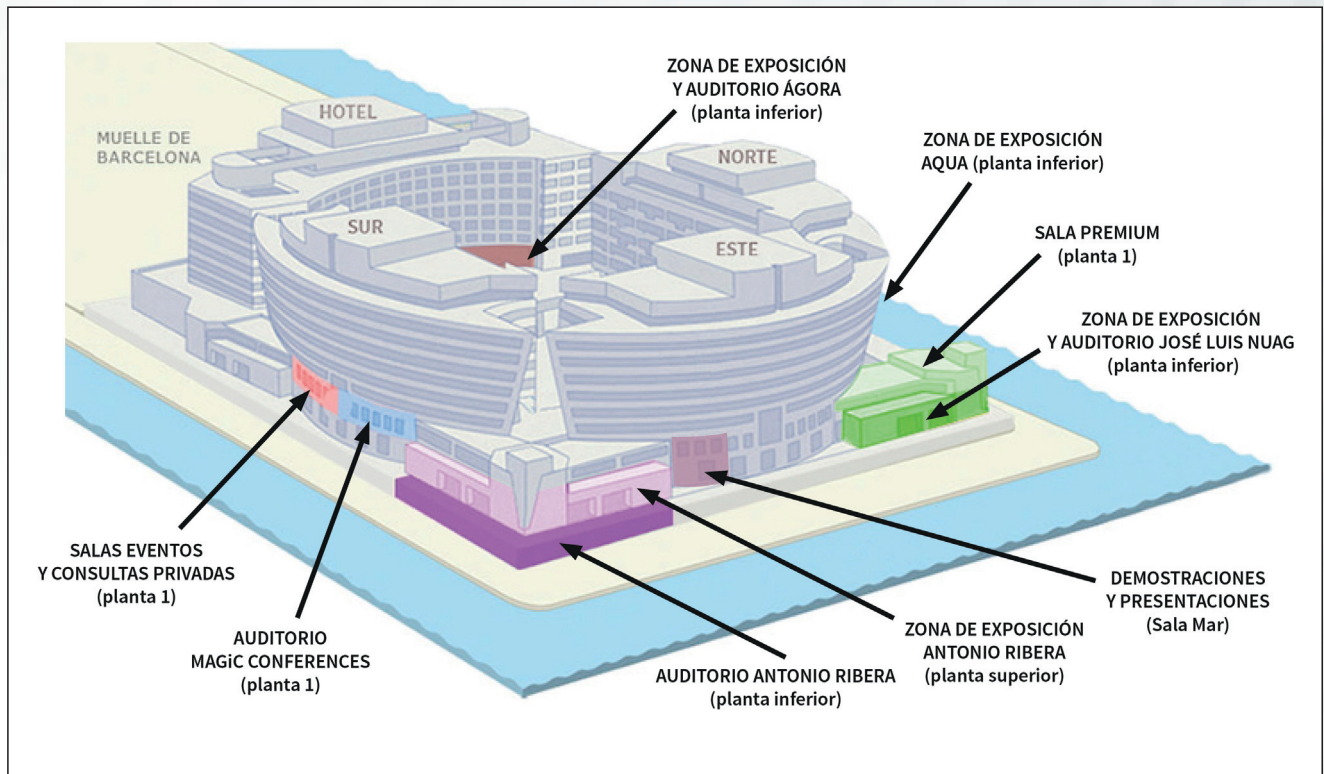 ZONA DE EXPOSICIÓN
Y AUDITORIO ÁGORA
(planta inferior)
HOTEL
MUELLE DE
BARCELONA
NORTE
ZONA DE EXPOSICIÓN
AQUA (planta inferior)
SUR
ESTE
SALA PREMIUM
(planta 1)
ZONA DE EXPOSICIÓN
Y AUDITORIO JOSÉ LUIS NUAG
(planta inferior)
SALAS EVENTOS
Y CONSULTAS PRIVADAS
(planta 1)
AUDITORIO
MAGiC CONFERENCES
(planta 1)
AUDITORIO ANTONIO RIBERA
(planta inferior)
ZONA DE EXPOSICIÓN
ANTONIO RIBERA
(planta superior)
DEMOSTRACIONES
Y PRESENTACIONES
(Sala Mar)